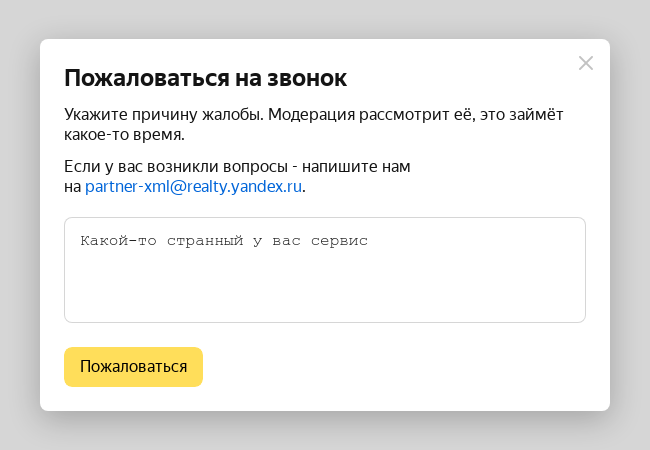 Пожаловаться на звонок
Укажите причину жалобы. Модерация рассмотрит её, это займёт
какое-то время.
Если у вас возникли вопросы - напишите нам
на partner-xml@realty.yandex.ru.
Какой-то странный у вас сервис
Пожаловаться